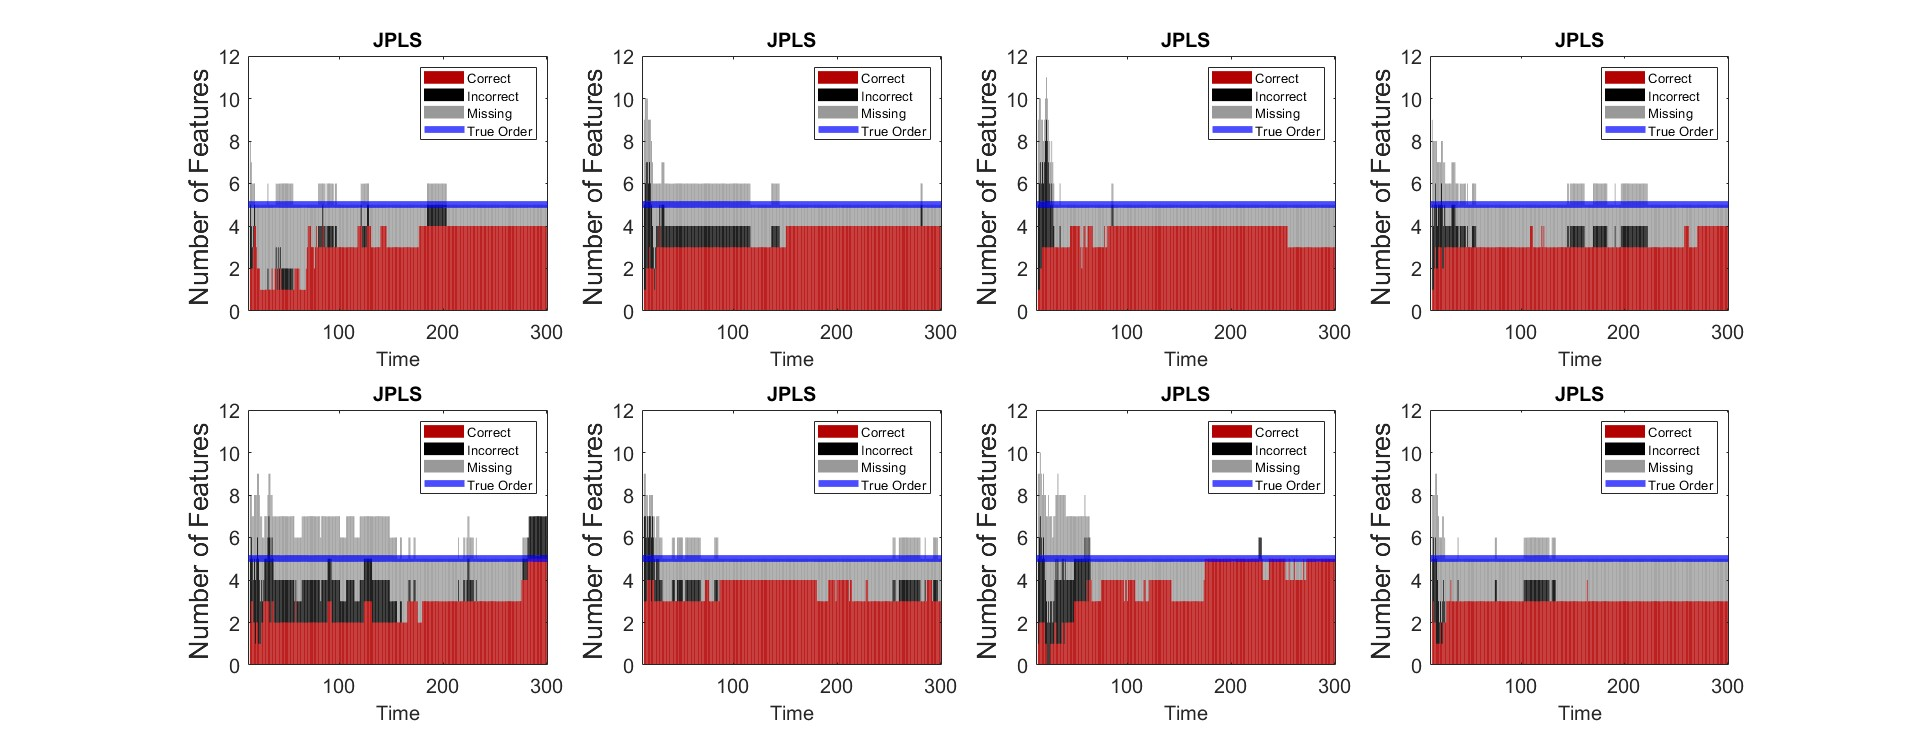 JPLS JPLS JPLS JPLS
Number of Features
12
10
8
6
4
2
0
Correct
Incorrect
Missing
True Order
100 200 300
Time
Number of Features
12
10
8
6
4
2
0
Correct
Incorrect
Missing
True Order
100 200 300
Time
Number of Features
12
10
8
6
4
2
0
Correct
Incorrect
Missing
True Order
100 200 300
Time
Number of Features
12
10
8
6
4
2
0
Correct
Incorrect
Missing
True Order
100 200 300
Time
JPLS JPLS JPLS JPLS
Number of Features
12
10
8
6
4
2
0
Correct
Incorrect
Missing
True Order
100 200 300
Time
Number of Features
12
10
8
6
4
2
0
Correct
Incorrect
Missing
True Order
100 200 300
Time
Number of Features
12
10
8
6
4
2
0
Correct
Incorrect
Missing
True Order
100 200 300
Time
Number of Features
12
10
8
6
4
2
0
Correct
Incorrect
Missing
True Order
100 200 300
Time